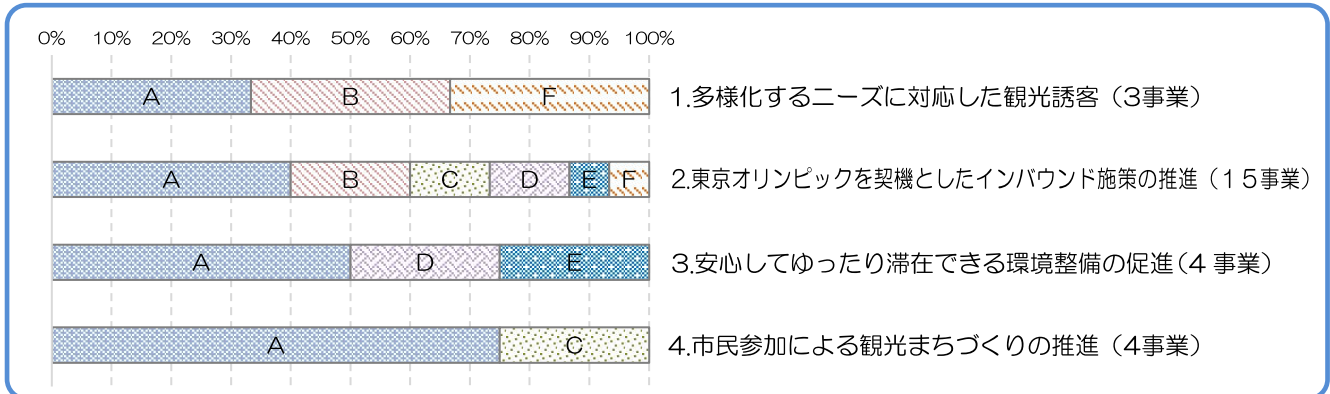 0% 10% 20% 30% 40% 50% 60% 70% 80% 90% 100%
A B F 1.多様化するニーズに対応した観光誘客（3事業）
A B C D E F 2.東京オリンピックを契機としたインバウンド施策の推進（１５事業）
A D E 3.安心してゆったり滞在できる環境整備の促進（4 事業）
A C 4.市民参加による観光まちづくりの推進（4事業）